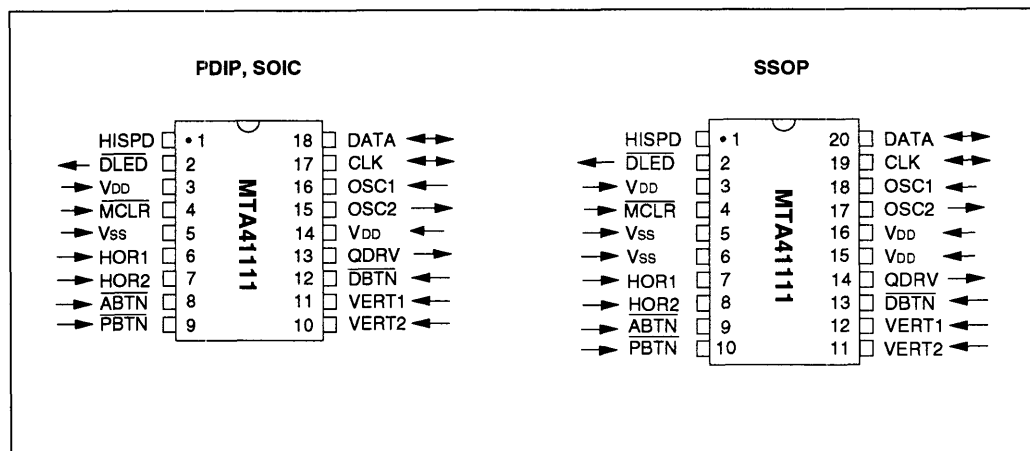 PDIP, SOIC
HISPD 1 18 DATA
DLED 2 17 CLK
VDD 3 16 OSC1
MCLR 4 15 OSC2
VSS 5 14 VDD
HOR1 6 13 QDRV
HOR2 7 12 DBTN
ABTN 8 11 VERT1
PBTN 9 10 VERT2
MTA41111
SSOP
HISPD 1 20 DATA
DLED 2 19 CLK
VDD 3 18 OSC1
MCLR 4 17 OSC2
VSS 5 16 VDD
VSS 6 15 VDD
HOR1 7 14 QDRV
HOR2 8 13 DBTN
ABTN 9 12 VERT1
PBTN 10 11 VERT2
MTA41111